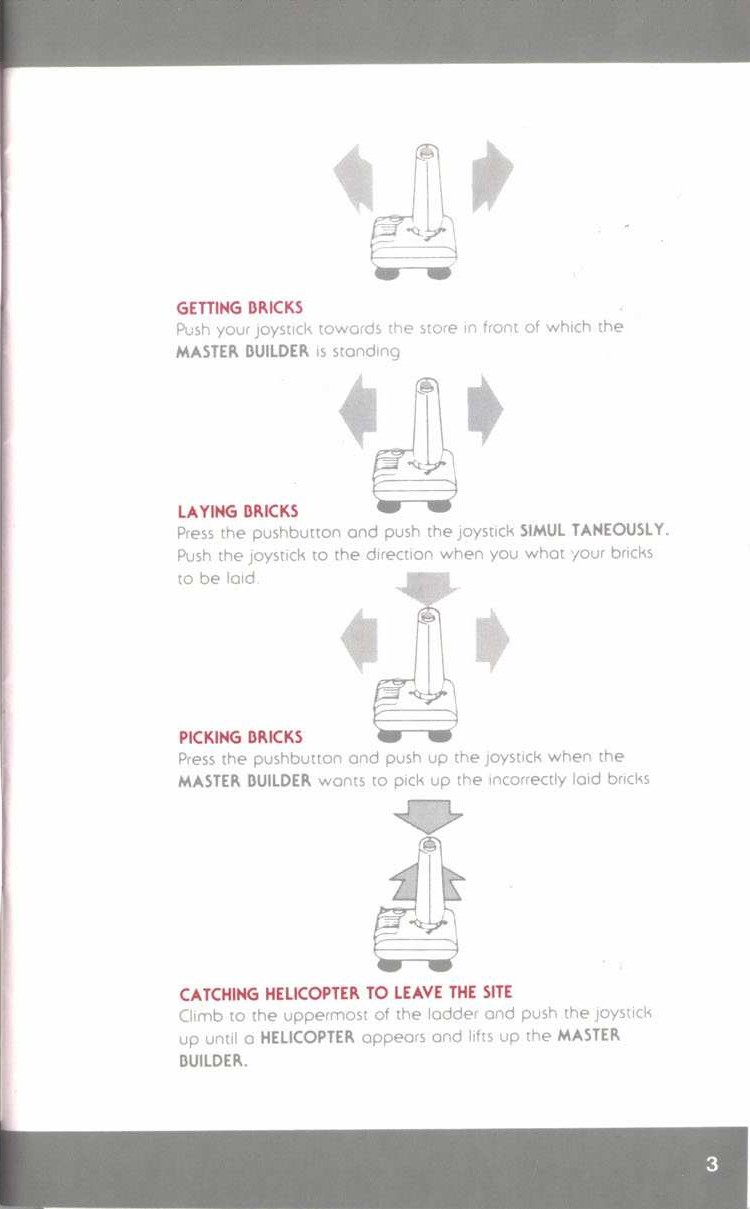 GETTING BRICKS
Push your joystick towards the store in front of which the
MASTER BUILDER is standing
LAYING BRICKS
Press the pushbutton and push the joystick SIMUL TANEOUSLY.
Push the joystick to the direction when you what your bricks
to be laid.
PICKING BRICKS
Press the pushbutton and push up the joystick when the
MASTER BUILDER wants to pick up the incorrectly laid bricks
CATCHING HELICOPTER TO LEAVE THE SITE
Climb to the uppermost of the ladder and push the joystick
up until a HELICOPTER appears and lifts up the MASTER
BUILDER.
3